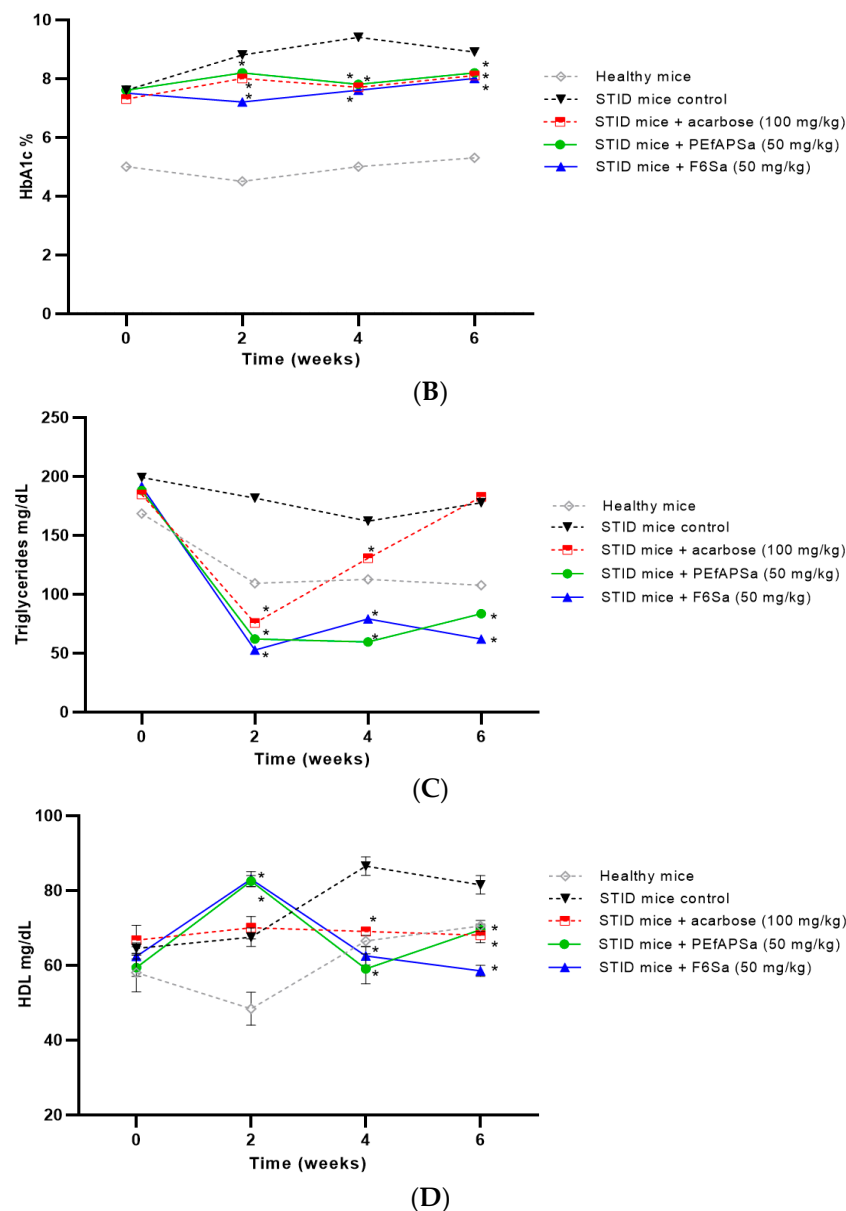 10
8
6
4
2
0
HbA1c %
0 2 4 6
Time (weeks)
* * * * * * * * *
Healthy mice
STID mice control
STID mice + acarbose (100 mg/kg)
STID mice + PEfAPSa (50 mg/kg)
STID mice + F6Sa (50 mg/kg)
(B)
250
200
150
100
50
0
Triglycerides mg/dL
0 2 4 6
Time (weeks)
* * * * * * * *
Healthy mice
STID mice control
STID mice + acarbose (100 mg/kg)
STID mice + PEfAPSa (50 mg/kg)
STID mice + F6Sa (50 mg/kg)
(C)
100
80
60
40
20
HDL mg/dL
0 2 4 6
Time (weeks)
* * * * * * * *
Healthy mice
STID mice control
STID mice + acarbose (100 mg/kg)
STID mice + PEfAPSa (50 mg/kg)
STID mice + F6Sa (50 mg/kg)
(D)